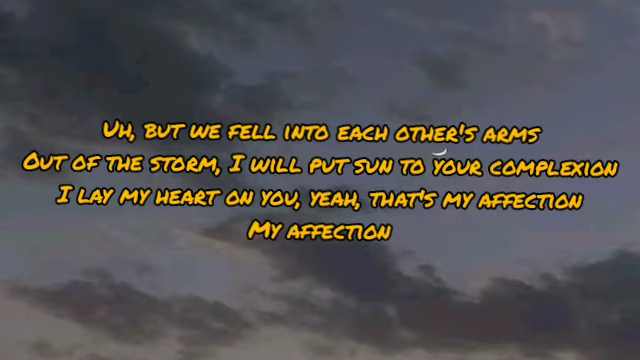 Uh, but we fell into each other's arms
Out of the storm, I will put sun to your complexion
I lay my heart on you, yeah, that's my affection
My affection